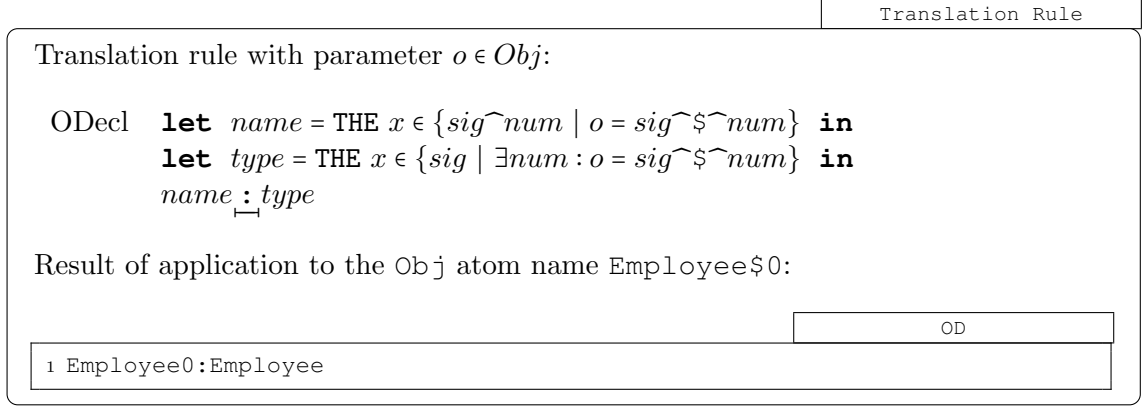 Translation Rule
Translation rule with parameter o ∈ Obj:
ODecl let name = THE x ∈ {sig⌢num | o = sig⌢$⌢num} in
let type = THE x ∈ {sig | ∃num : o = sig⌢$⌢num} in
name : type
Result of application to the Obj atom name Employee$0:
OD
1 Employee0:Employee